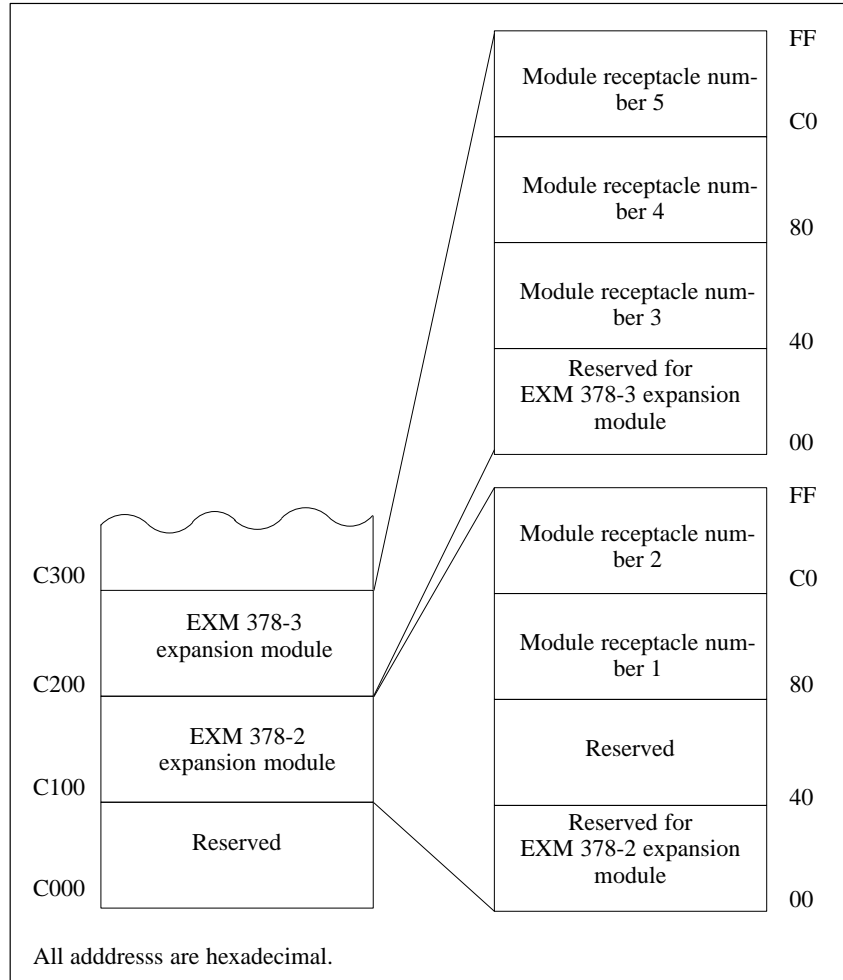 FF
Module receptacle num-
ber 5
C0
Module receptacle num-
ber 4
80
Module receptacle num-
ber 3
40
Reserved for
EXM 378-3 expansion
module
00
FF
Module receptacle num-
ber 2
C0
Module receptacle num-
ber 1
80
Reserved
40
Reserved for
EXM 378-2 expansion
module
00
C300
EXM 378-3
expansion module
C200
EXM 378-2
expansion module
C100
Reserved
C000
All adddresss are hexadecimal.